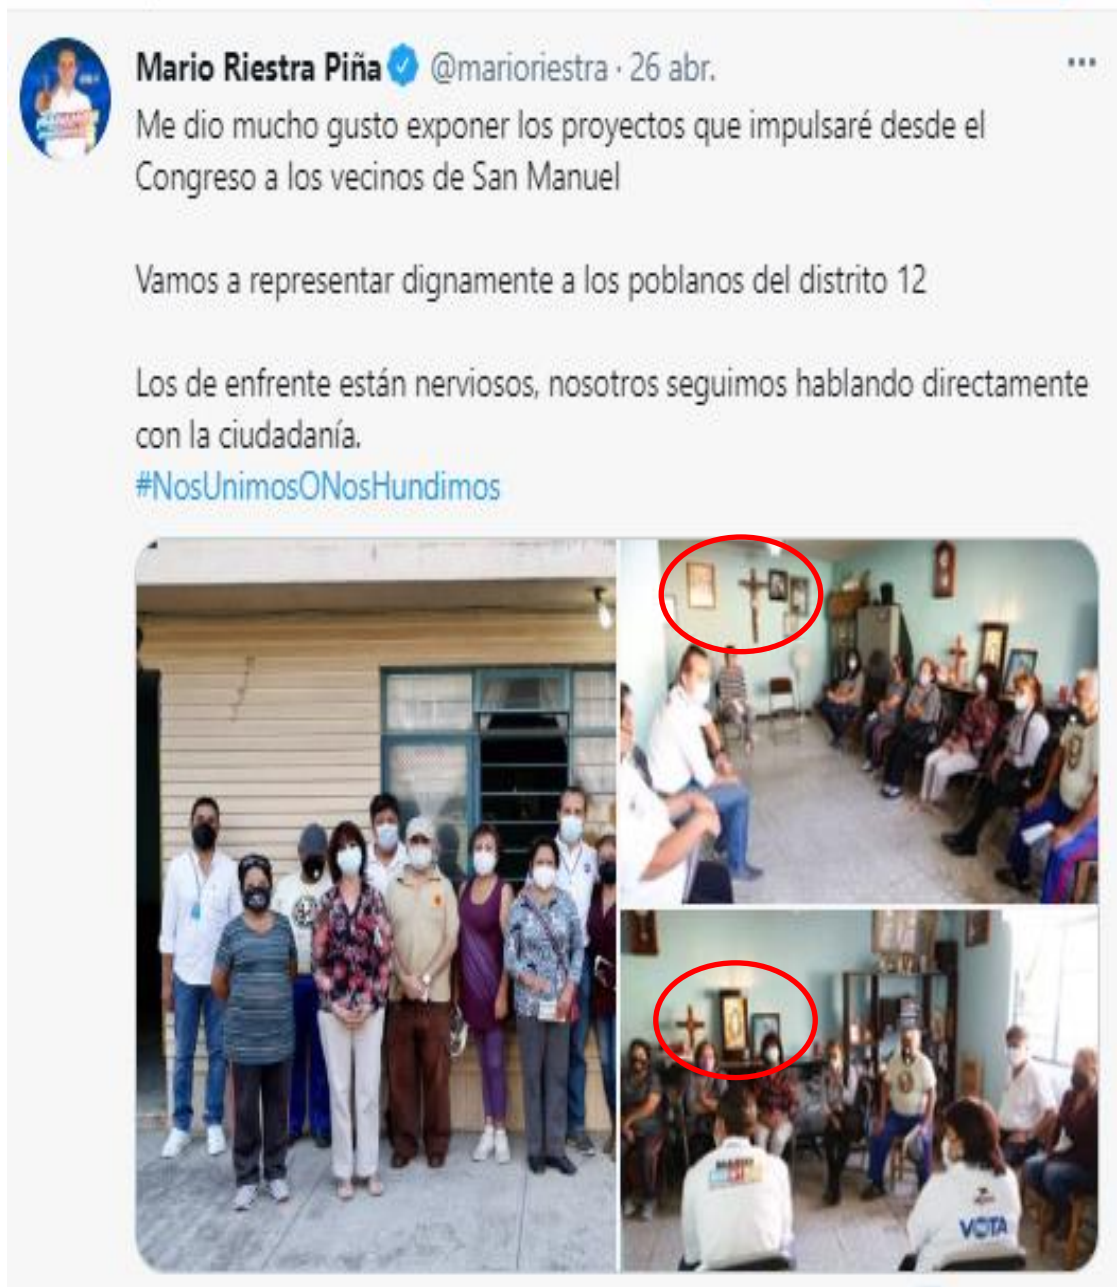 Mario Riestra Piña @marioriestra · 26 abr.
Me dio mucho gusto exponer los proyectos que impulsaré desde el
Congreso a los vecinos de San Manuel
Vamos a representar dignamente a los poblanos del distrito 12
Los de enfrente están nerviosos, nosotros seguimos hablando directamente
con la ciudadanía.
#NosUnimosONosHundimos
MARIO
VOTA